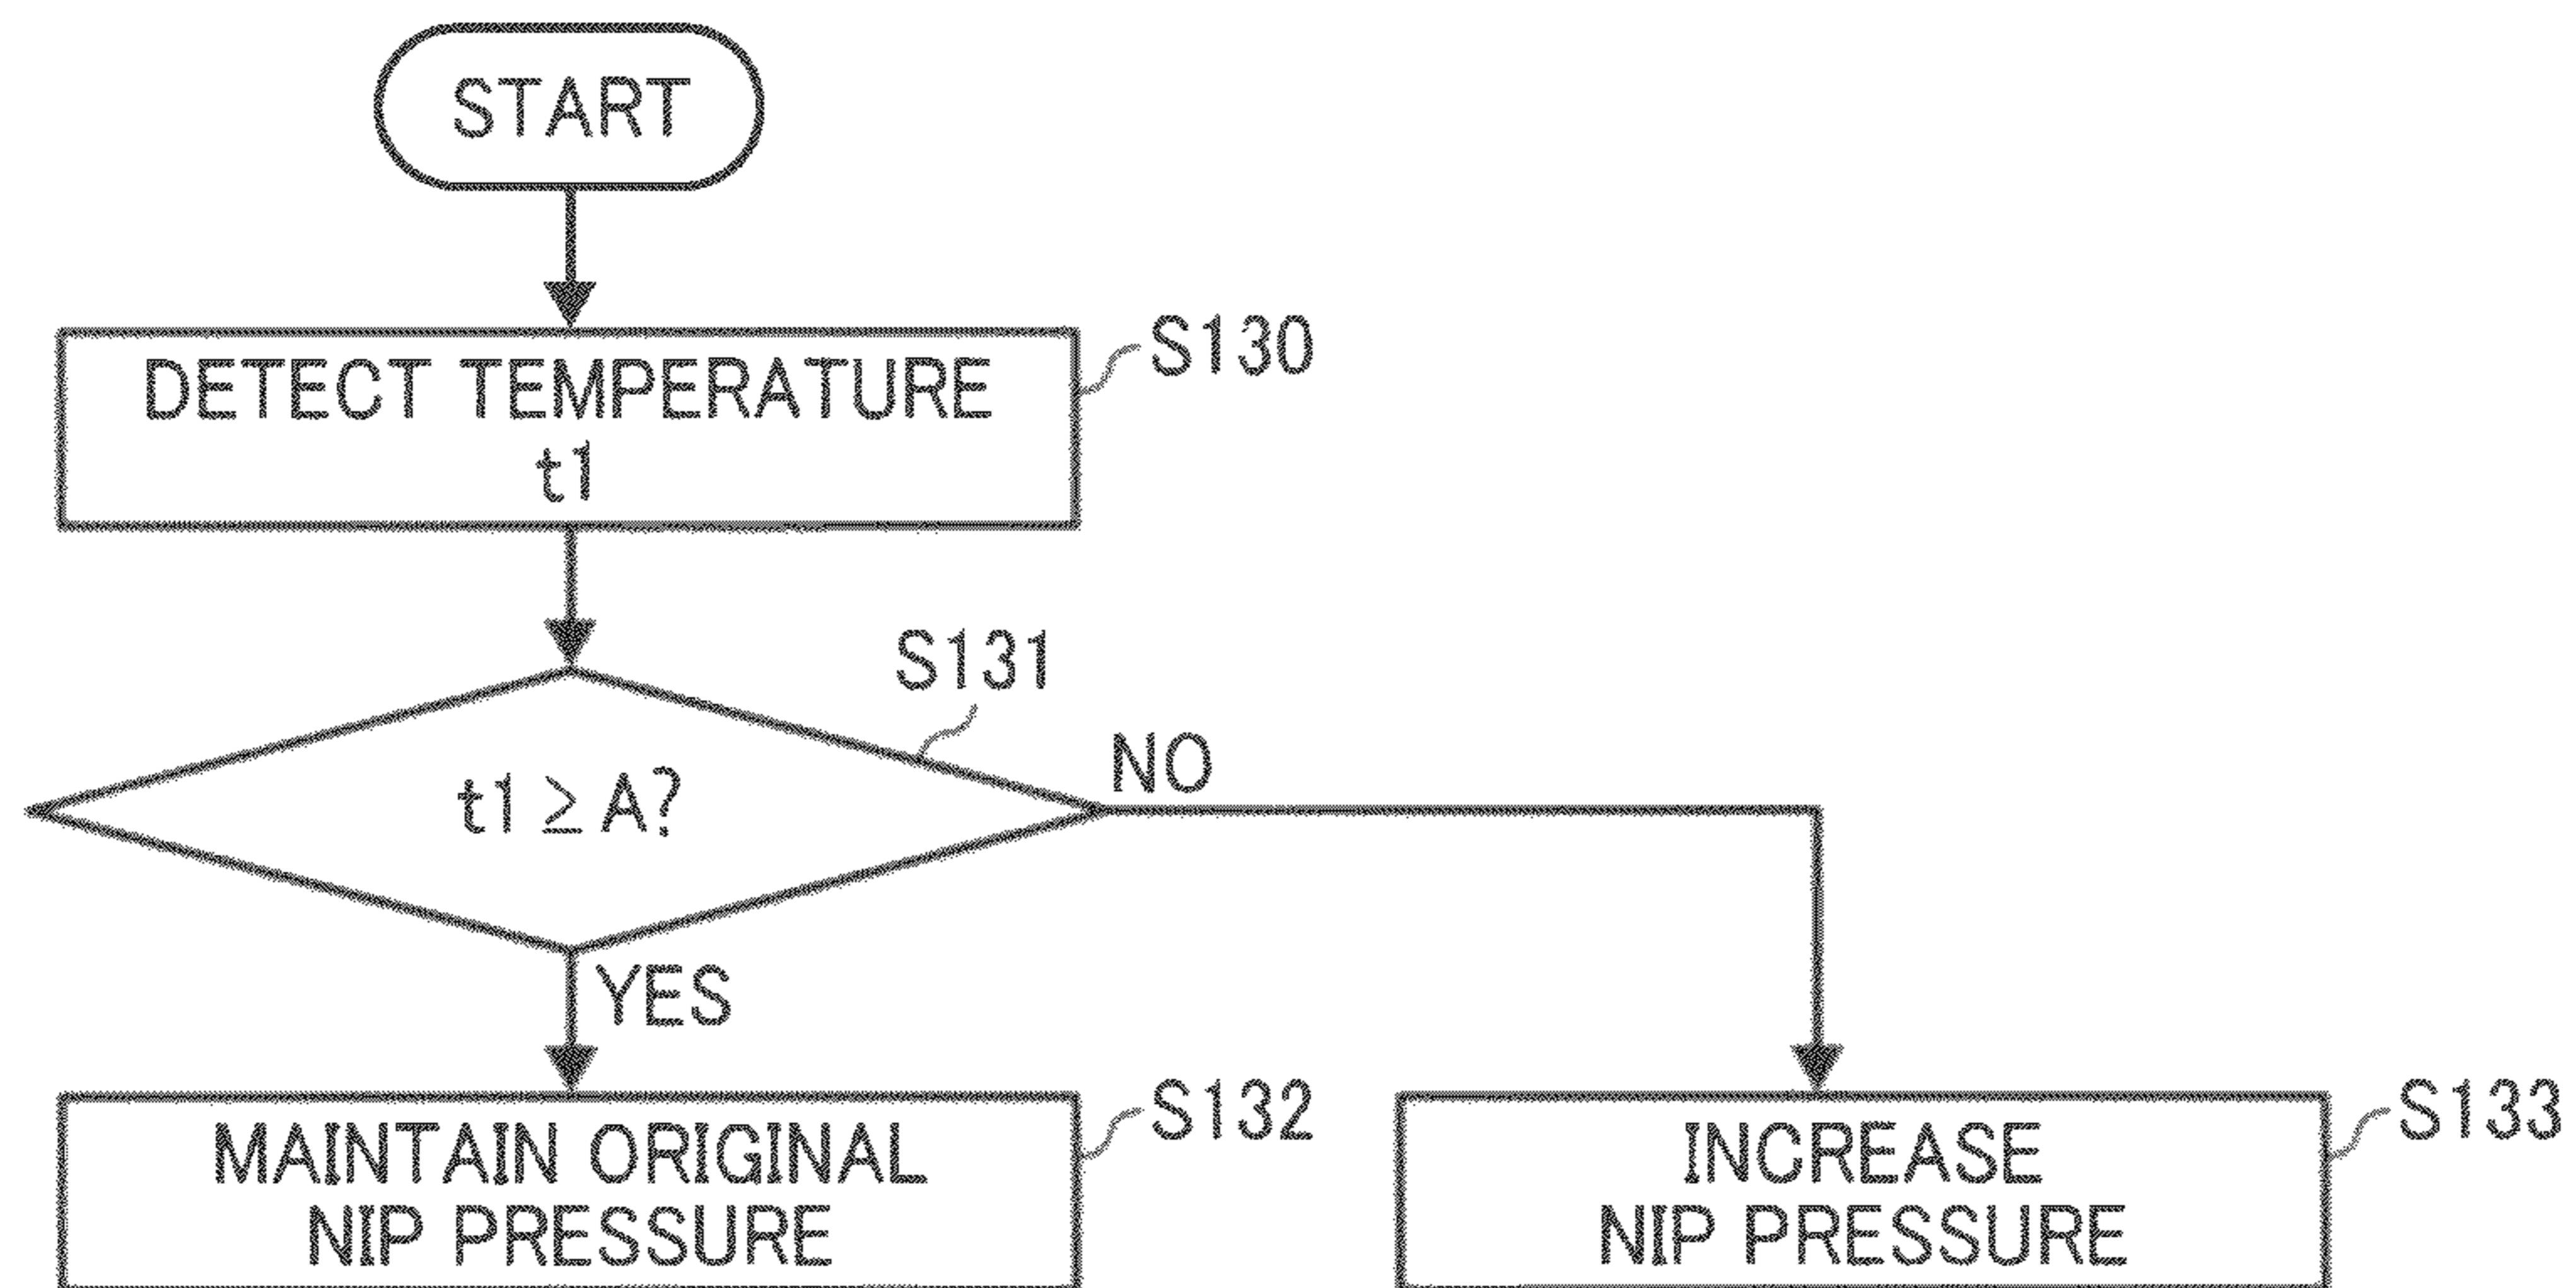 START
DETECT TEMPERATURE
t1
S130
S131
t1 ≥ A?
NO
YES
MAINTAIN ORIGINAL
NIP PRESSURE
S132
INCREASE
NIP PRESSURE
S133